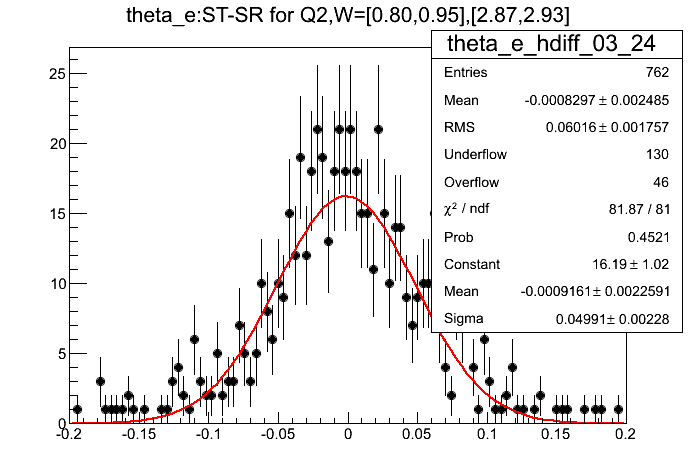 theta_e:ST-SR for Q2,W=[0.80,0.95],[2.87,2.93]
theta_e_hdiff_03_24
Entries 762
Mean -0.0008297 ± 0.002485
RMS 0.06016 ± 0.001757
Underflow 130
Overflow 46
χ² / ndf 81.87 / 81
Prob 0.4521
Constant 16.19 ± 1.02
Mean -0.0009161 ± 0.0022591
Sigma 0.04991 ± 0.00228
25
20
15
10
5
0
-0.2 -0.15 -0.1 -0.05 0 0.05 0.1 0.15 0.2